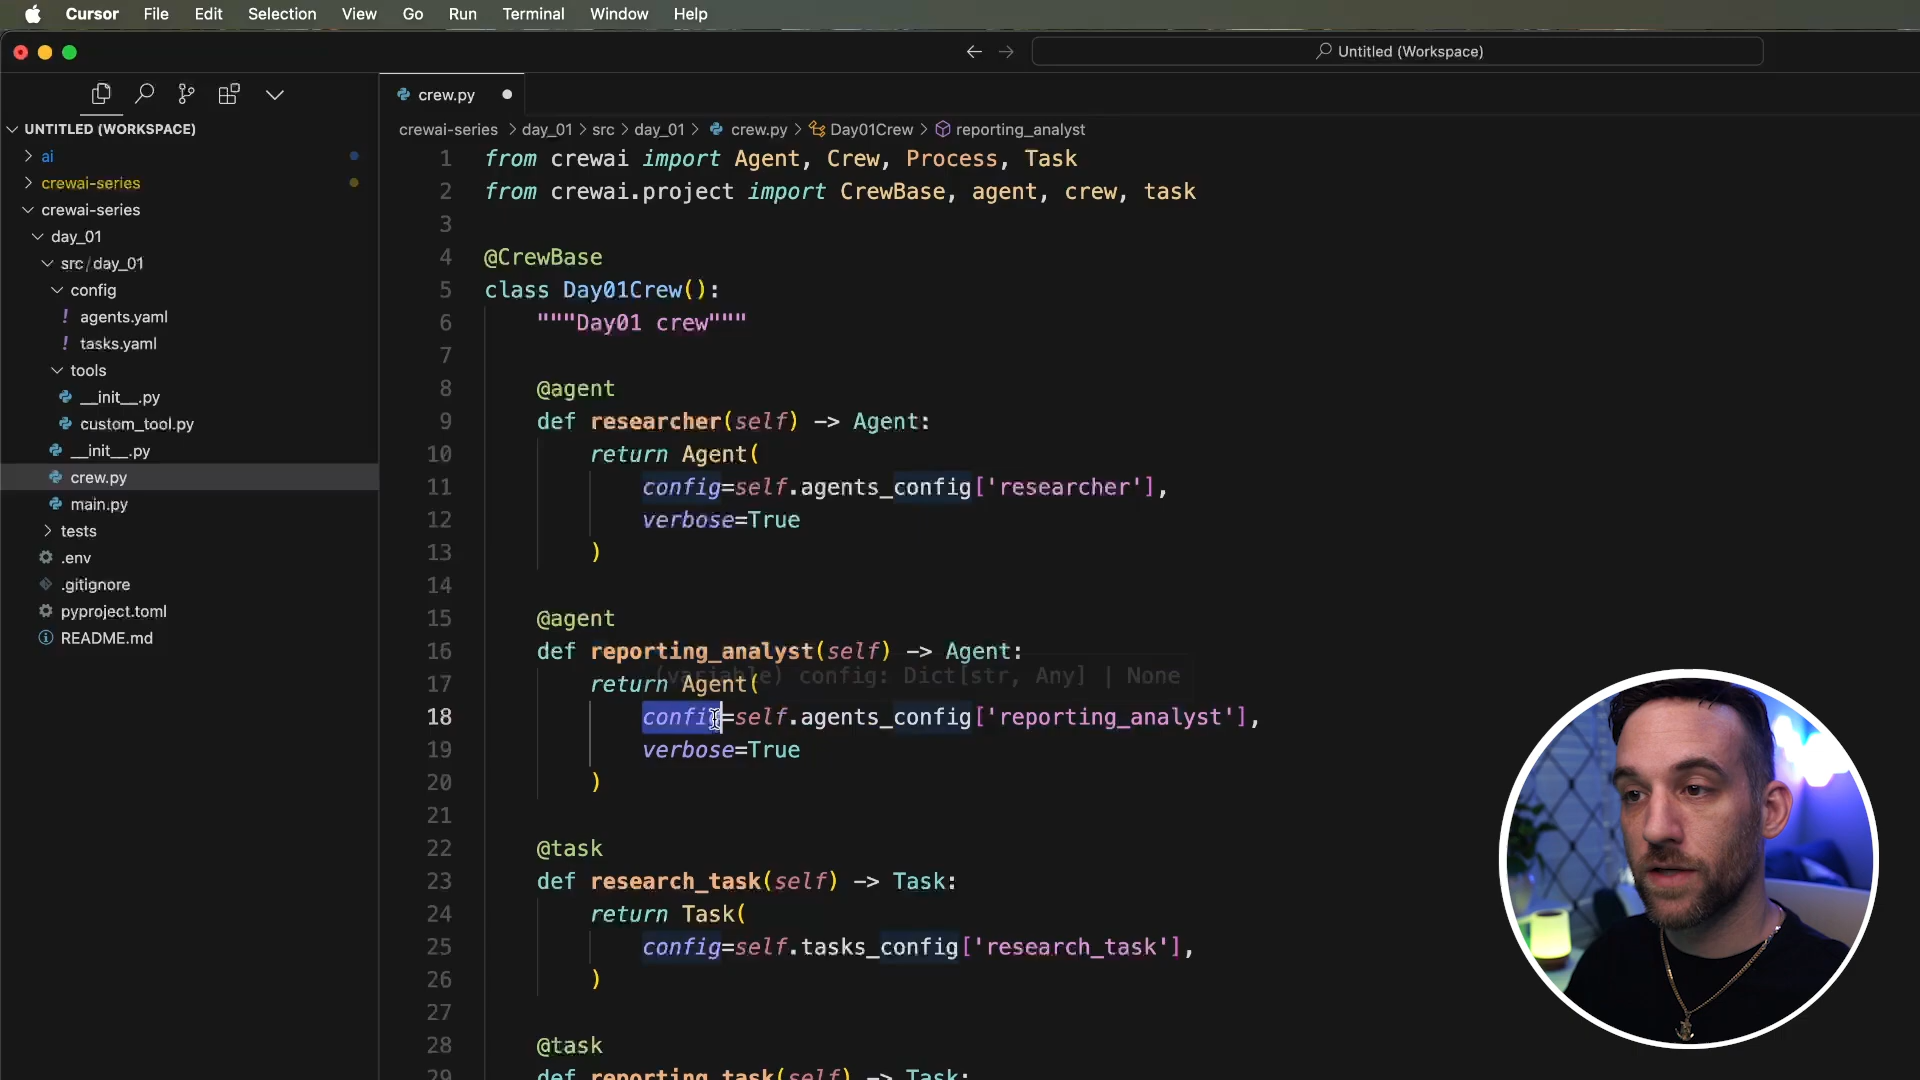 Cursor File Edit Selection View Go Run Terminal Window Help
Untitled (Workspace)
crew.py
UNTITLED (WORKSPACE)
ai
crewai-series
crewai-series
day_01
src/day_01
config
! agents.yaml
! tasks.yaml
tools
__init__.py
custom_tool.py
__init__.py
crew.py
main.py
tests
.env
.gitignore
pyproject.toml
README.md
crewai-series > day_01 > src > day_01 > crew.py > Day01Crew > reporting_analyst
1 from crewai import Agent, Crew, Process, Task
2 from crewai.project import CrewBase, agent, crew, task
3
4 @CrewBase
5 class Day01Crew():
6 """Day01 crew"""
7
8 @agent
9 def researcher(self) -> Agent:
10 return Agent(
11 config=self.agents_config['researcher'],
12 verbose=True
13 )
14
15 @agent
16 def reporting_analyst(self) -> Agent:
(variable) config: Dict[str, Any] | None
17 return Agent(
18 config=self.agents_config['reporting_analyst'],
19 verbose=True
20 )
21
22 @task
23 def research_task(self) -> Task:
24 return Task(
25 config=self.tasks_config['research_task'],
26 )
27
28 @task
29 def reporting_task(self) -> Task: